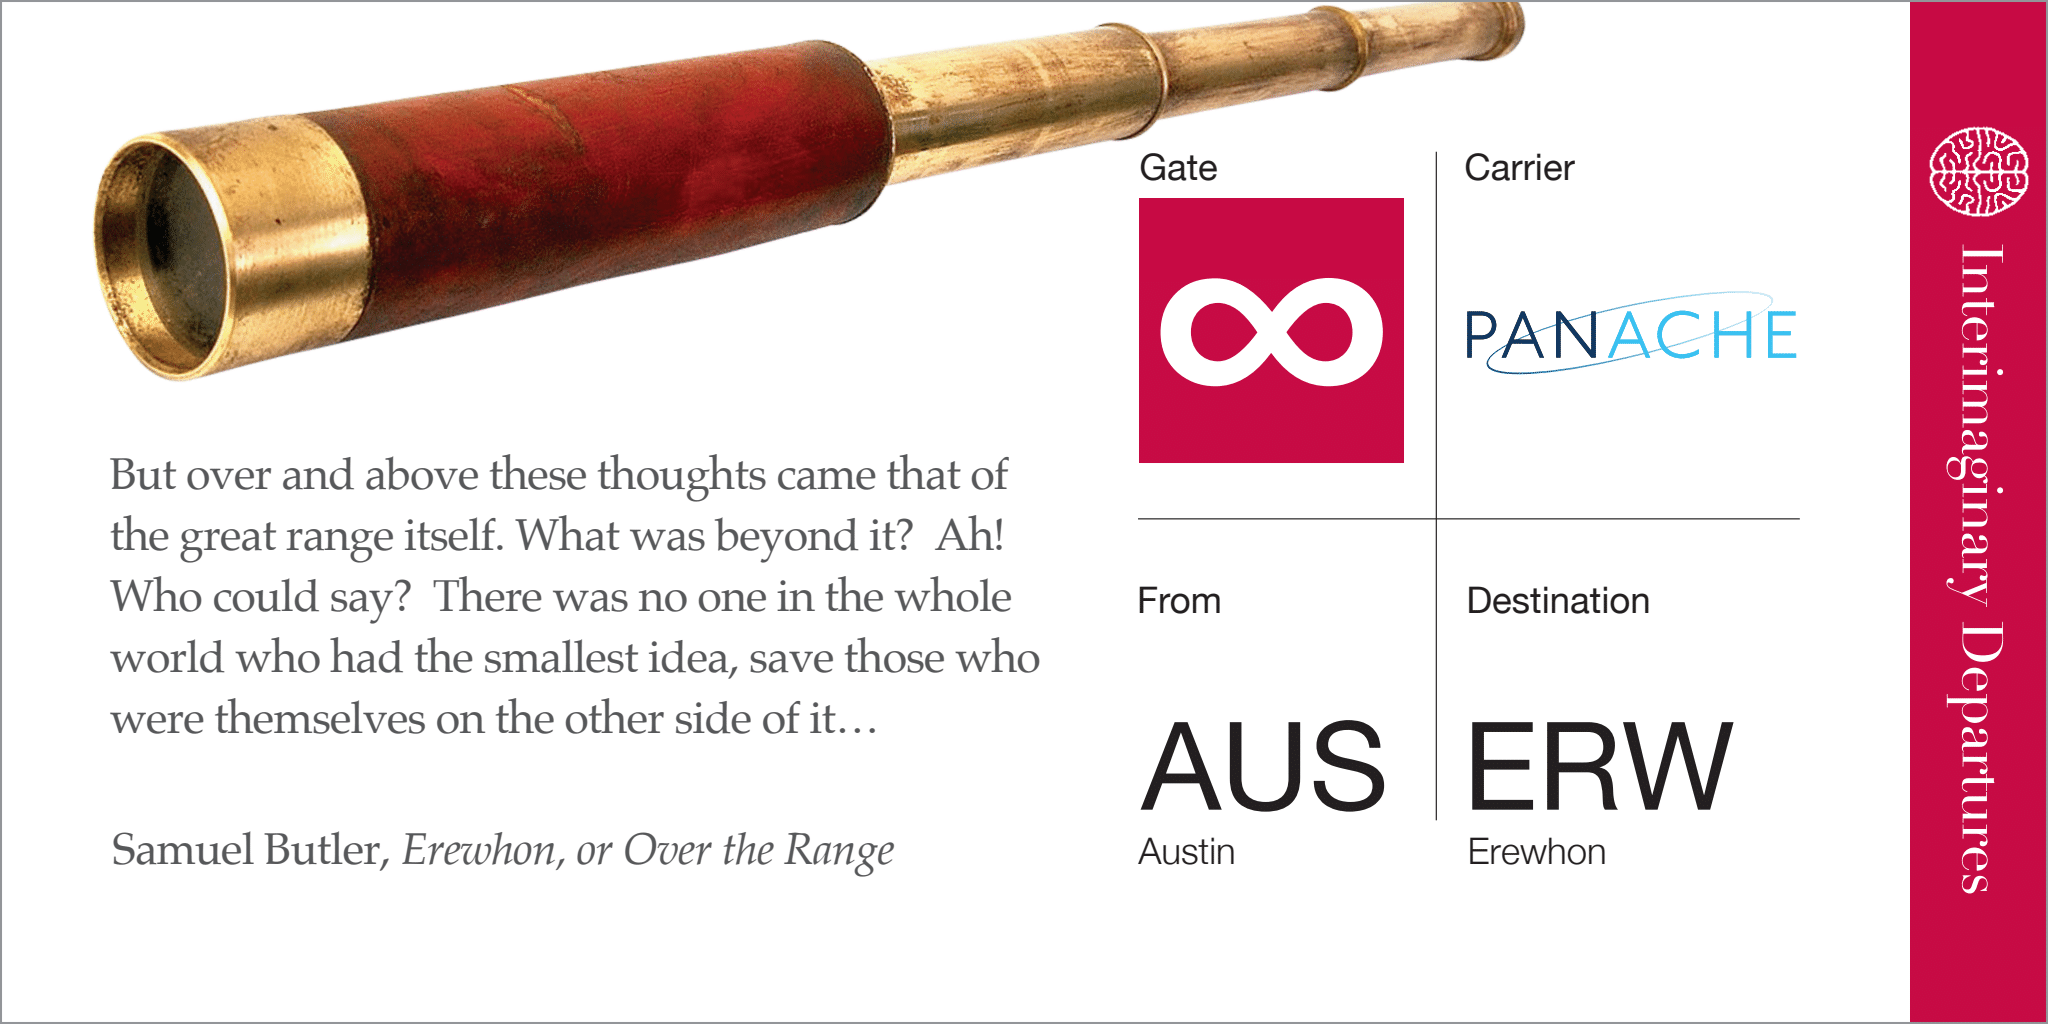 But over and above these thoughts came that of
the great range itself. What was beyond it?  Ah!
Who could say?  There was no one in the whole
world who had the smallest idea, save those who
were themselves on the other side of it…
Samuel Butler, Erewhon, or Over the Range
Gate
∞
Carrier
PANACHE
From
AUS
Austin
Destination
ERW
Erewhon
Interimaginary Departures